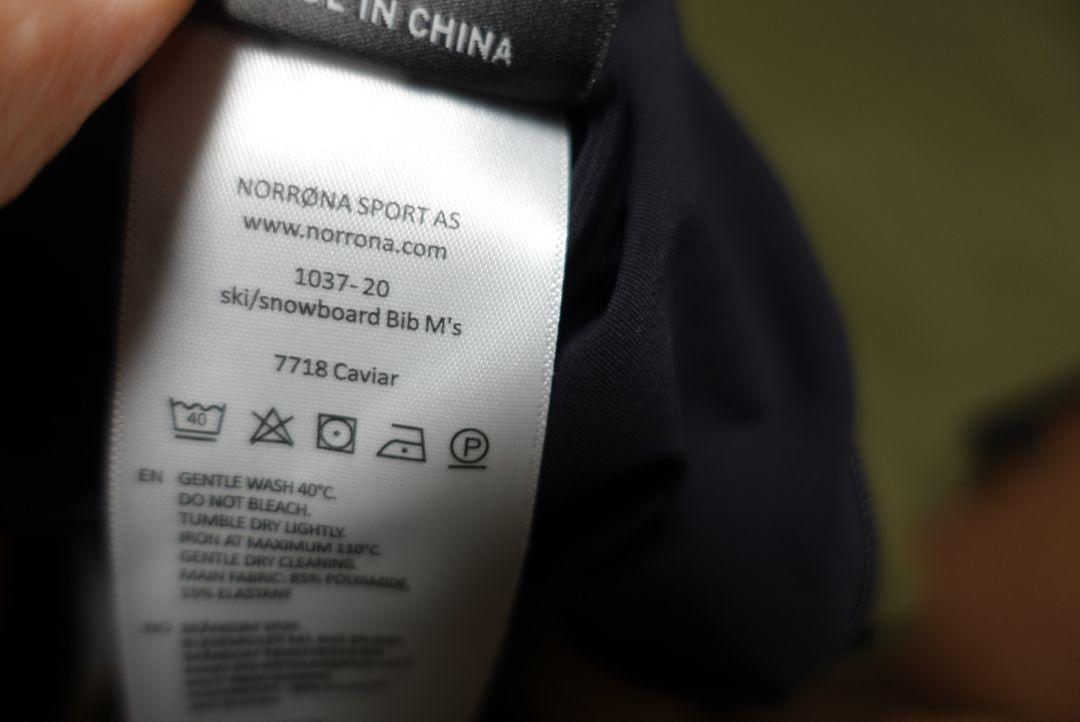 IN CHINA
NORRØNA SPORT AS
www.norrona.com
1037-20
ski/snowboard Bib M's
7718 Caviar
40
P
EN GENTLE WASH 40°C.
DO NOT BLEACH.
TUMBLE DRY LIGHTLY.
IRON AT MAXIMUM 110°C.
GENTLE DRY CLEANING.
MAIN FABRIC: 85% POLYAMIDE,
15% ELASTANE